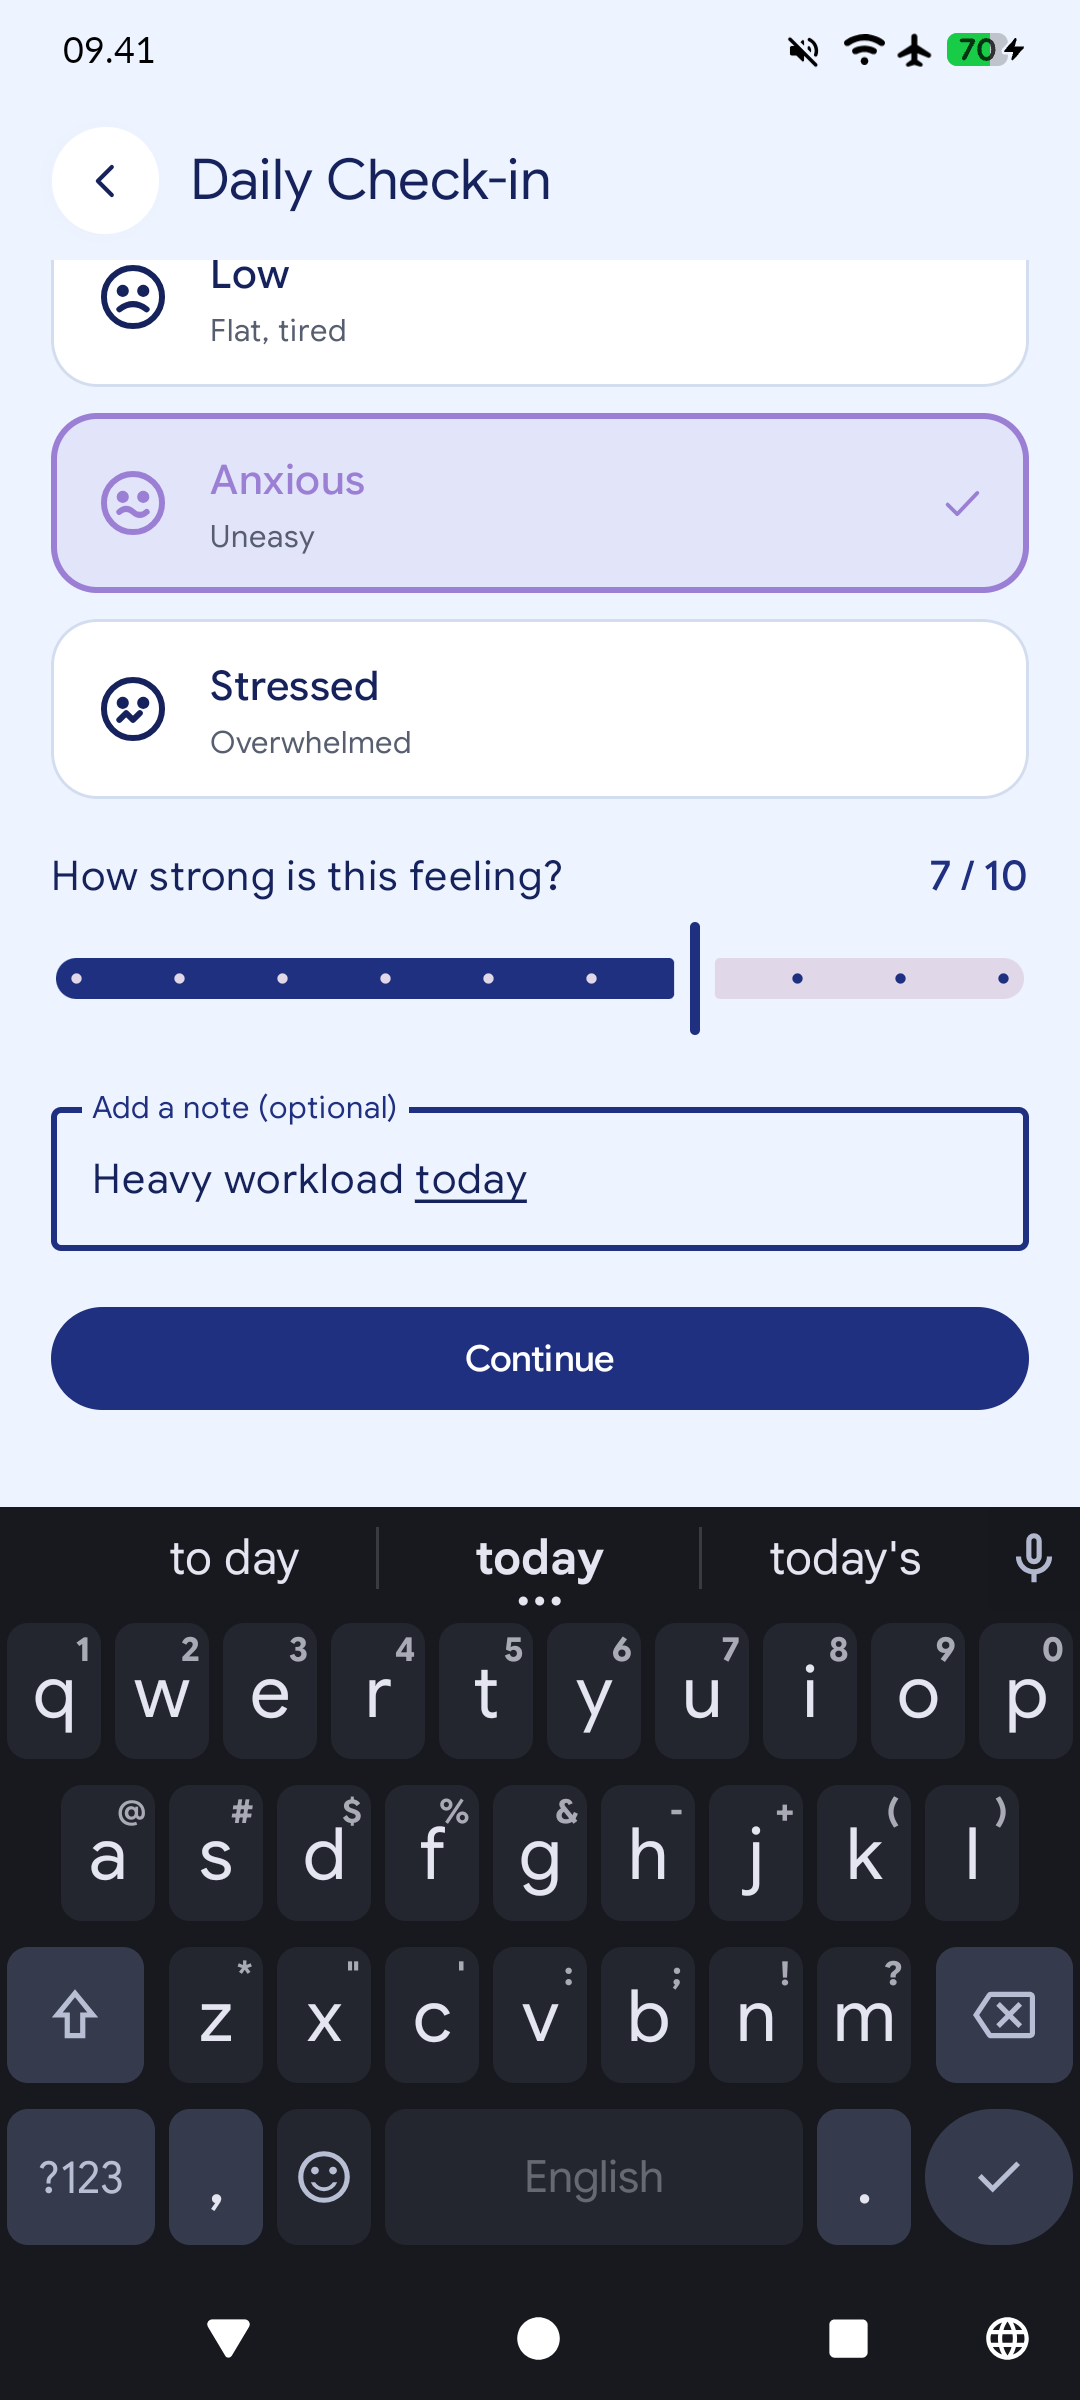 09.41
70
Daily Check-in
Low
Flat, tired
Anxious
Uneasy
Stressed
Overwhelmed
How strong is this feeling? 7 / 10
Add a note (optional)
Heavy workload today
Continue
to day today today's
1 2 3 4 5 6 7 8 9 0
q w e r t y u i o p
@ # $ % & - + ( )
a s d f g h j k l
* " ' : ; ! ?
z x c v b n m
?123 , English .